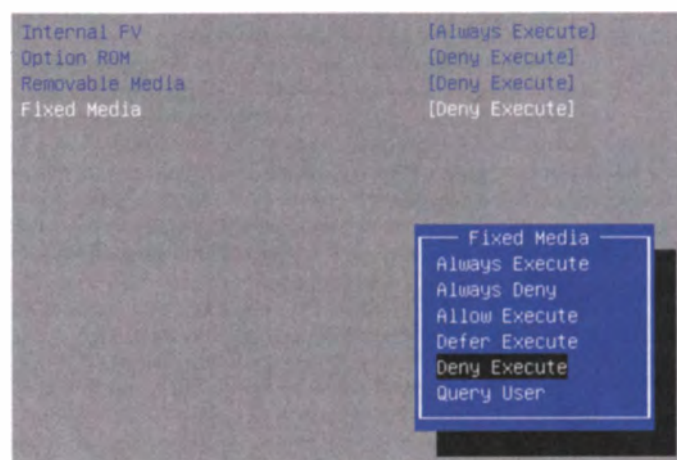 Internal FV [Always Execute]
Option ROM [Deny Execute]
Removable Media [Deny Execute]
Fixed Media [Deny Execute]
Fixed Media
Always Execute
Always Deny
Allow Execute
Defer Execute
Deny Execute
Query User